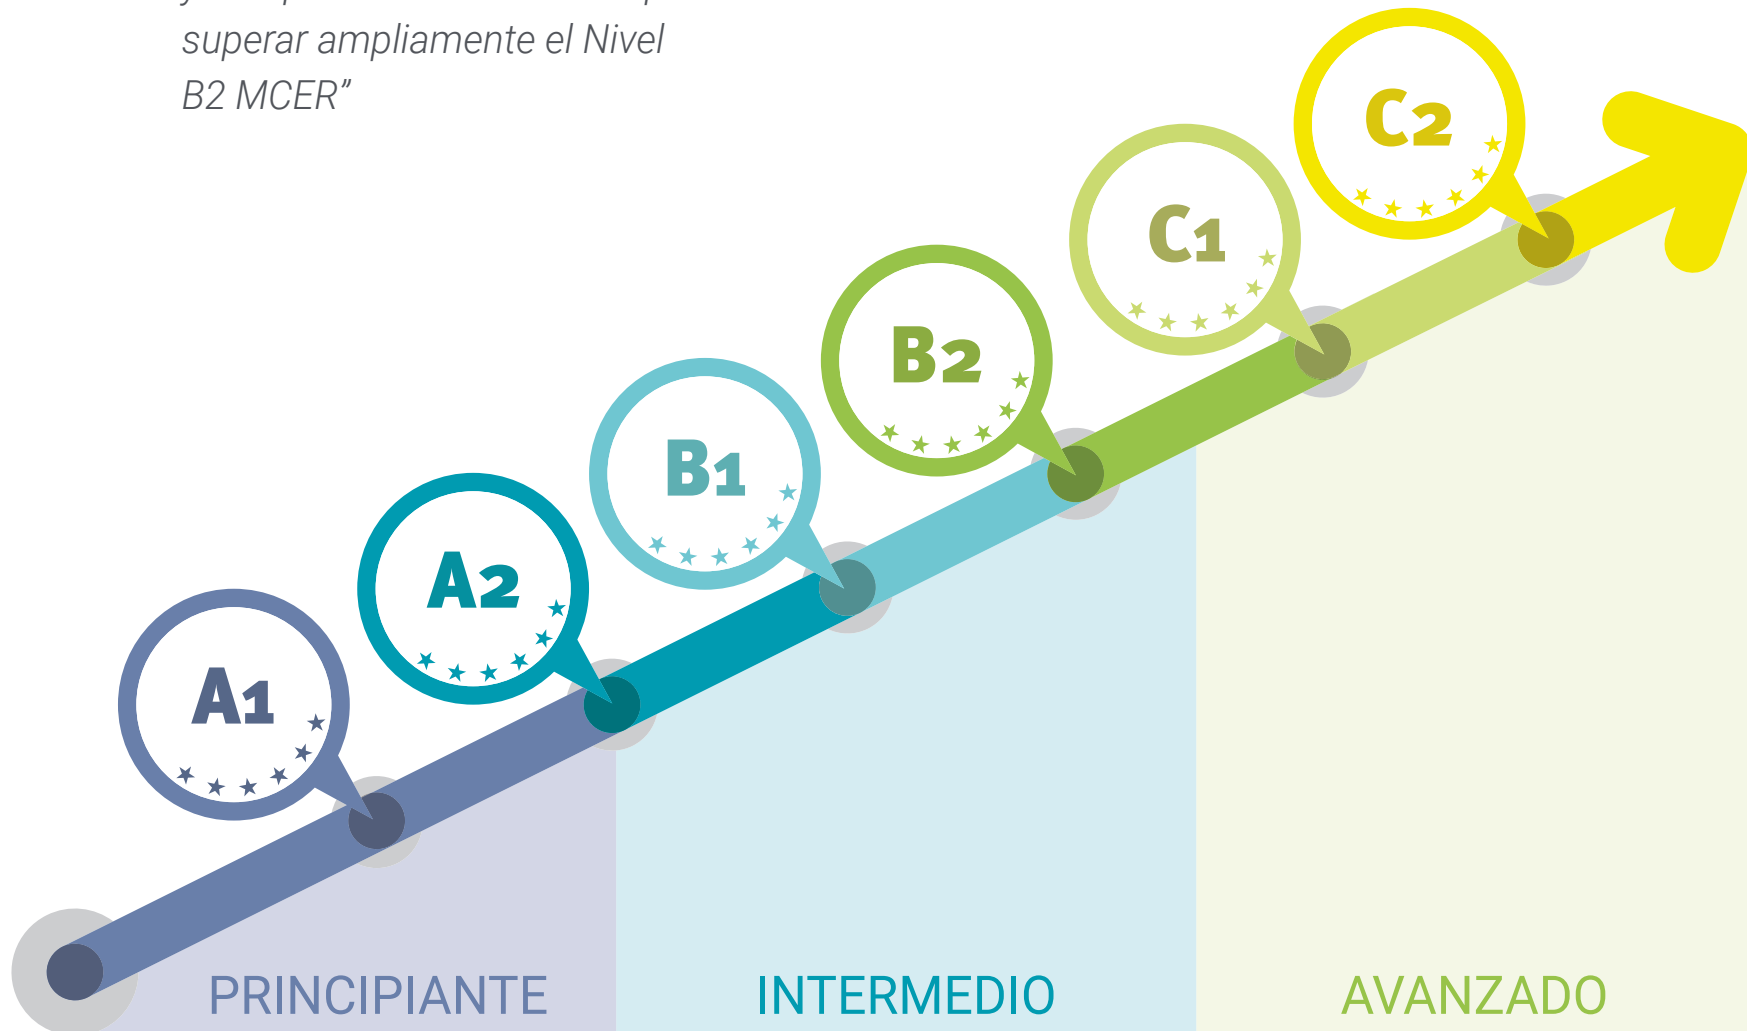 superar ampliamente el Nivel
B2 MCER”
C2
C1
B2
B1
A2
A1
PRINCIPIANTE
INTERMEDIO
AVANZADO